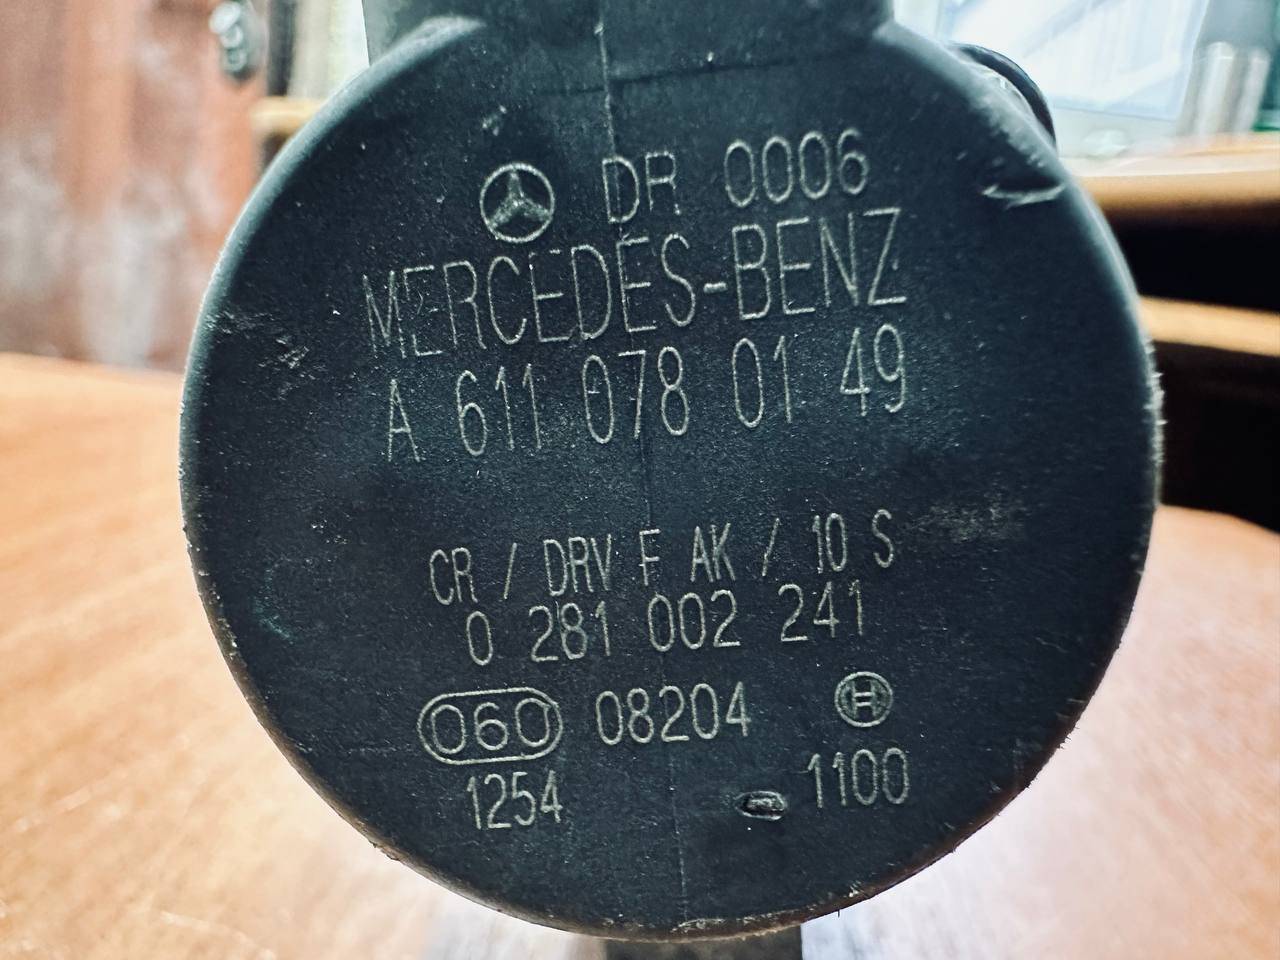 DR 0006
MERCEDES-BENZ
A 611 078 01 49
CR / DRV F AK / 10 S
0 281 002 241
060 08204
1254 1100